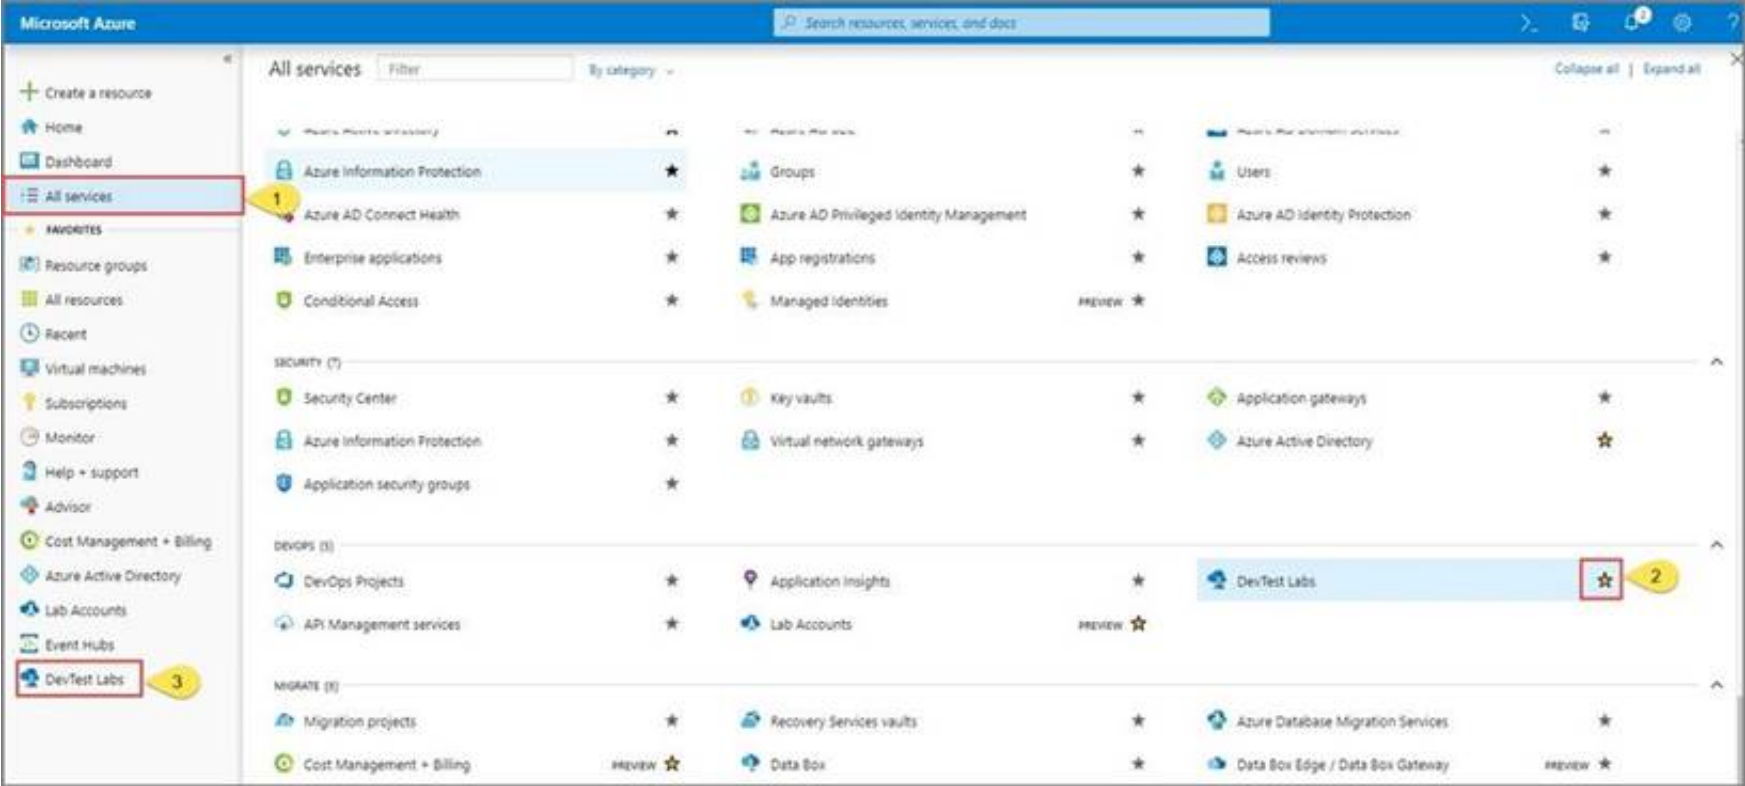 Microsoft Azure
Search resources, services, and docs
>_
2
?
«
Create a resource
Home
Dashboard
All services
1
FAVORITES
Resource groups
All resources
Recent
Virtual machines
Subscriptions
Monitor
Help + support
Advisor
Cost Management + Billing
Azure Active Directory
Lab Accounts
Event Hubs
DevTest Labs
3
All services Filter By category Collapse all | Expand all
Azure Active Directory
Azure Information Protection Groups Users
Azure AD Connect Health Azure AD Privileged Identity Management Azure AD Identity Protection
Enterprise applications App registrations Access reviews
Conditional Access Managed Identities PREVIEW
SECURITY (7)
Security Center Key vaults Application gateways
Azure Information Protection Virtual network gateways Azure Active Directory
Application security groups
DEVOPS (5)
DevOps Projects Application Insights DevTest Labs 2
API Management services Lab Accounts PREVIEW
MIGRATE
Migration projects Recovery Services vaults Azure Database Migration Services
Cost Management + Billing PREVIEW Data Box Data Box Edge / Data Box Gateway PREVIEW